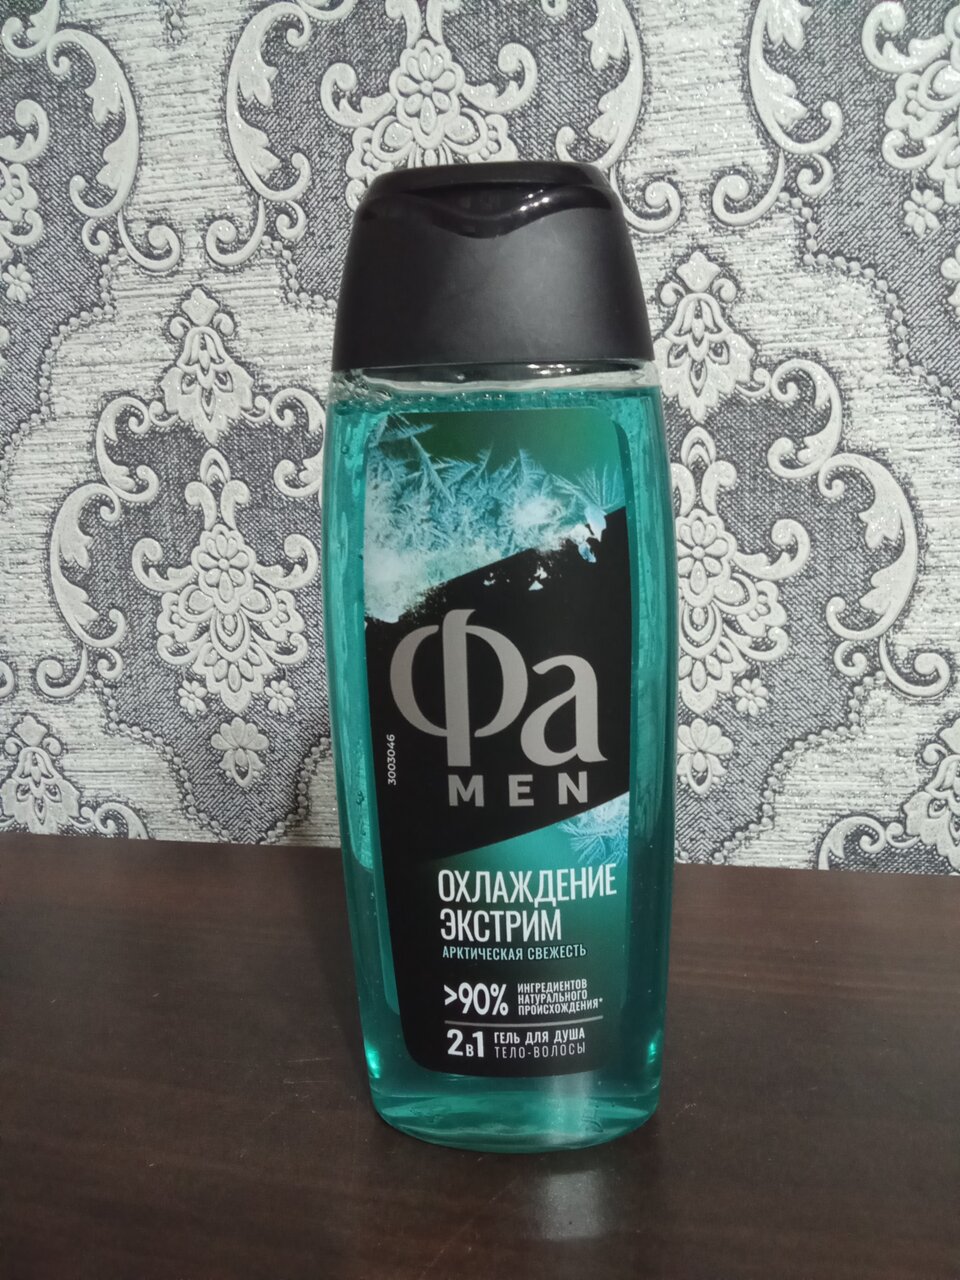 Фа
MEN
3003046
ОХЛАЖДЕНИЕ
ЭКСТРИМ
АРКТИЧЕСКАЯ СВЕЖЕСТЬ
>90% ИНГРЕДИЕНТОВ
НАТУРАЛЬНОГО
ПРОИСХОЖДЕНИЯ*
2в1 ГЕЛЬ ДЛЯ ДУША
ТЕЛО-ВОЛОСЫ